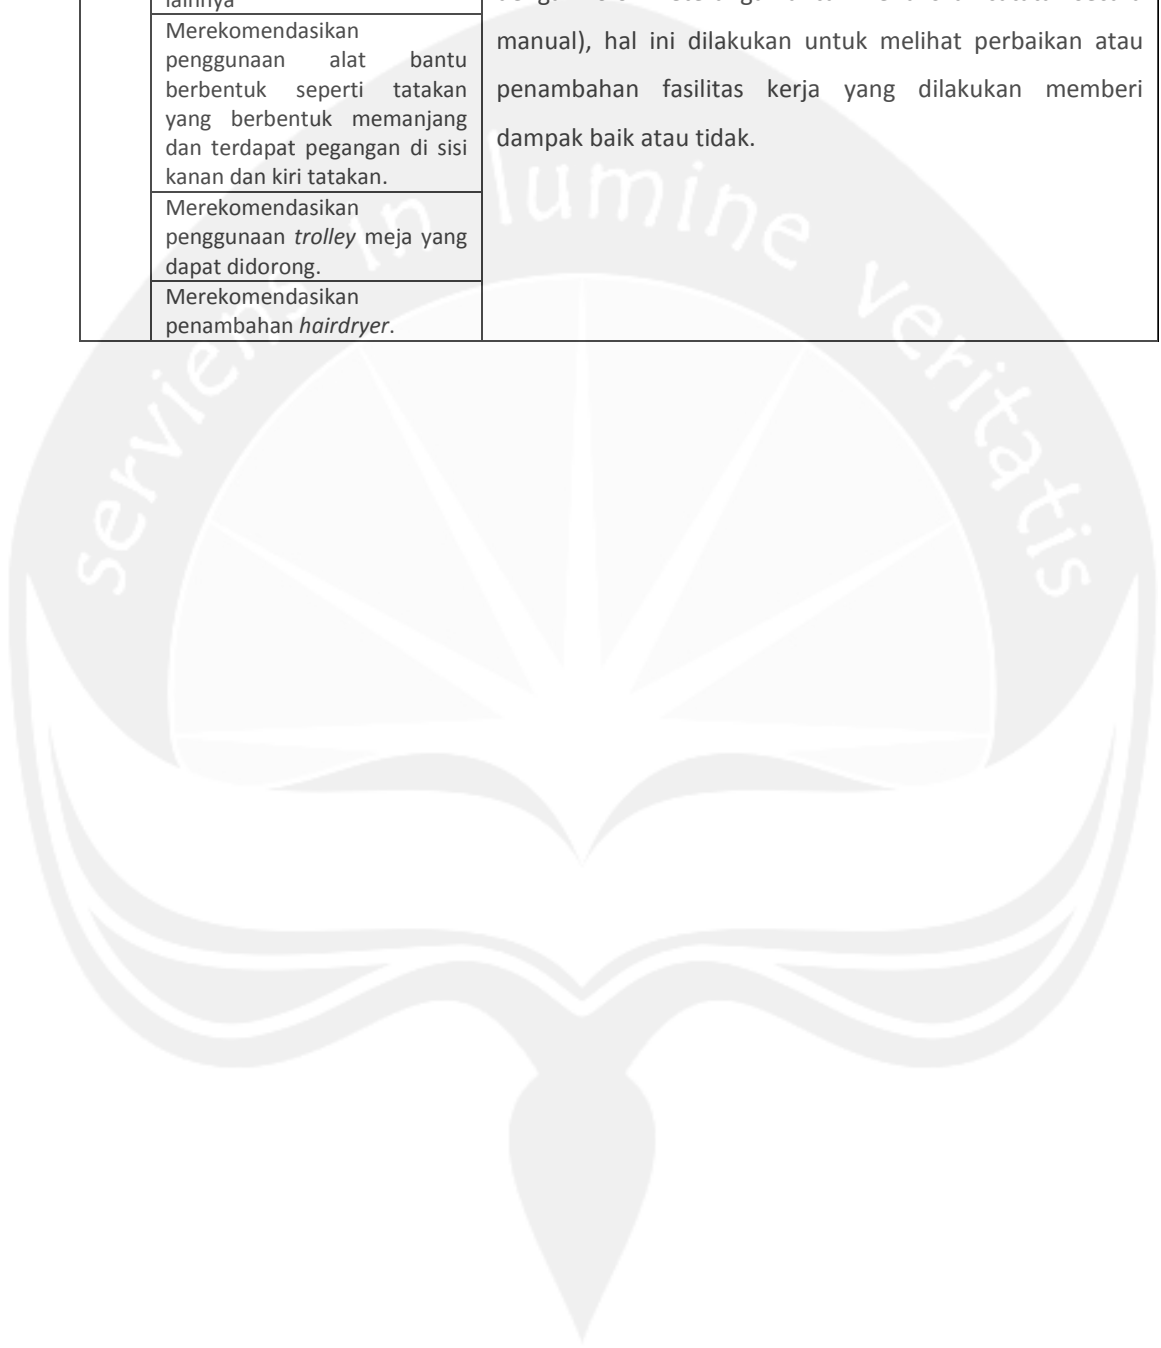 lainnya
Merekomendasikan
penggunaan alat bantu
berbentuk seperti tatakan
yang berbentuk memanjang
dan terdapat pegangan di sisi
kanan dan kiri tatakan.
Merekomendasikan
penggunaan trolley meja yang
dapat didorong.
Merekomendasikan
penambahan hairdryer.
manual), hal ini dilakukan untuk melihat perbaikan atau
penambahan fasilitas kerja yang dilakukan memberi
dampak baik atau tidak.
serviens in lumine veritatis